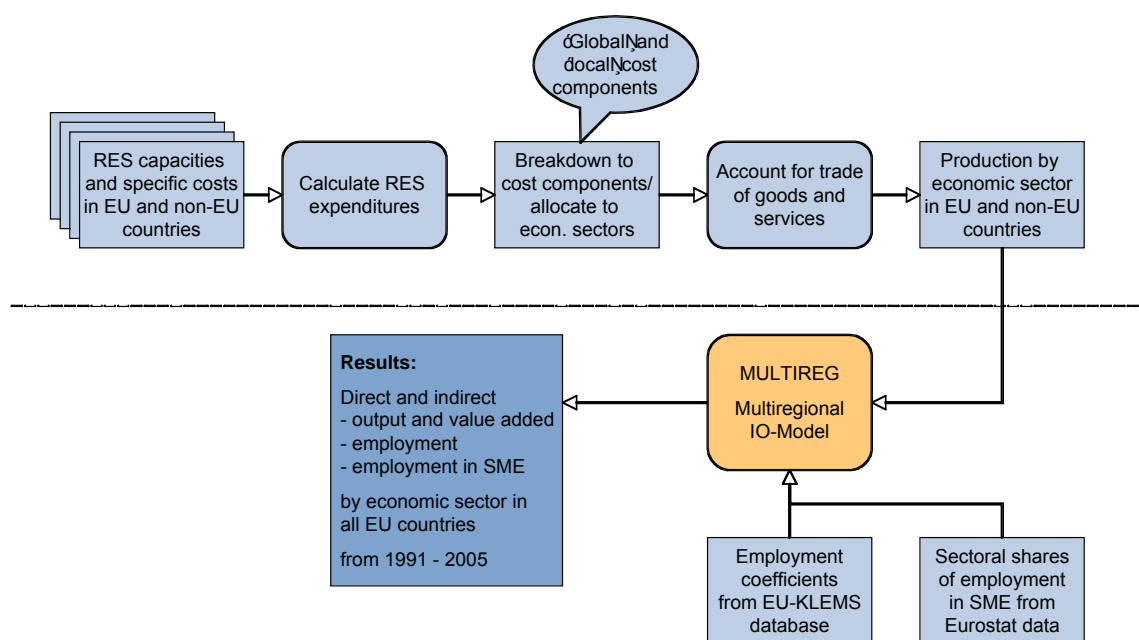 “Global” and
“local” cost
components
RES capacities
and specific costs
in EU and non-EU
countries
Calculate RES
expenditures
Breakdown to
cost components/
allocate to
econ. sectors
Account for trade
of goods and
services
Production by
economic sector
in EU and non-EU
countries
Results:
Direct and indirect
- output and value added
- employment
- employment in SME
by economic sector in
all EU countries
from 1991 - 2005
MULTIREG
Multiregional
IO-Model
Employment
coefficients
from EU-KLEMS
database
Sectoral shares
of employment
in SME from
Eurostat data